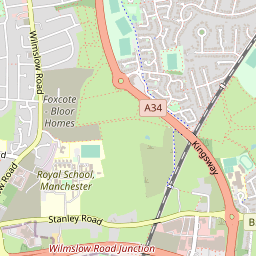 Wilmslow Road
Foxcote
Bloor
Homes
A34
Kingsway
Royal School,
Manchester
Stanley Road
Wilmslow Road Junction